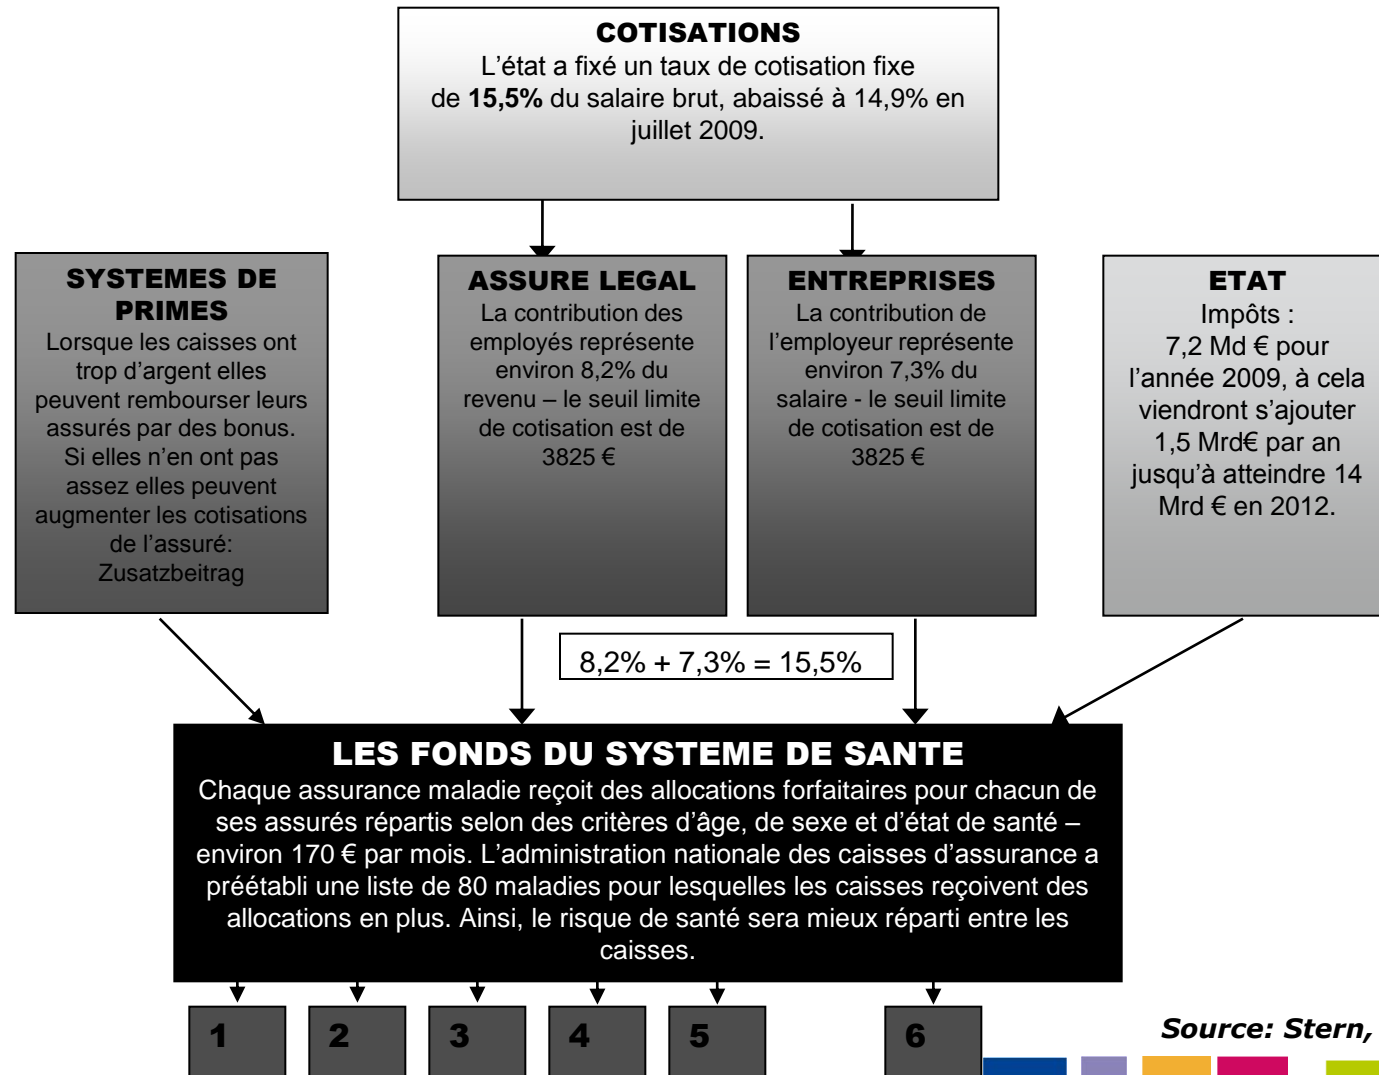 COTISATIONS
L'état a fixé un taux de cotisation fixe
de 15,5% du salaire brut, abaissé à 14,9% en
juillet 2009.
SYSTEMES DE
PRIMES
Lorsque les caisses ont
trop d'argent elles
peuvent rembourser leurs
assurés par des bonus.
Si elles n'en ont pas
assez elles peuvent
augmenter les cotisations
de l'assuré:
Zusatzbeitrag
ASSURE LEGAL
La contribution des
employés représente
environ 8,2% du
revenu – le seuil limite
de cotisation est de
3825 €
ENTREPRISES
La contribution de
l'employeur représente
environ 7,3% du
salaire - le seuil limite
de cotisation est de
3825 €
ETAT
Impôts :
7,2 Md € pour
l'année 2009, à cela
viendront s'ajouter
1,5 Mrd€ par an
jusqu'à atteindre 14
Mrd € en 2012.
8,2% + 7,3% = 15,5%
LES FONDS DU SYSTEME DE SANTE
Chaque assurance maladie reçoit des allocations forfaitaires pour chacun de
ses assurés répartis selon des critères d'âge, de sexe et d'état de santé –
environ 170 € par mois. L'administration nationale des caisses d'assurance a
préétabli une liste de 80 maladies pour lesquelles les caisses reçoivent des
allocations en plus. Ainsi, le risque de santé sera mieux réparti entre les
caisses.
1
2
3
4
5
6
Source: Stern,